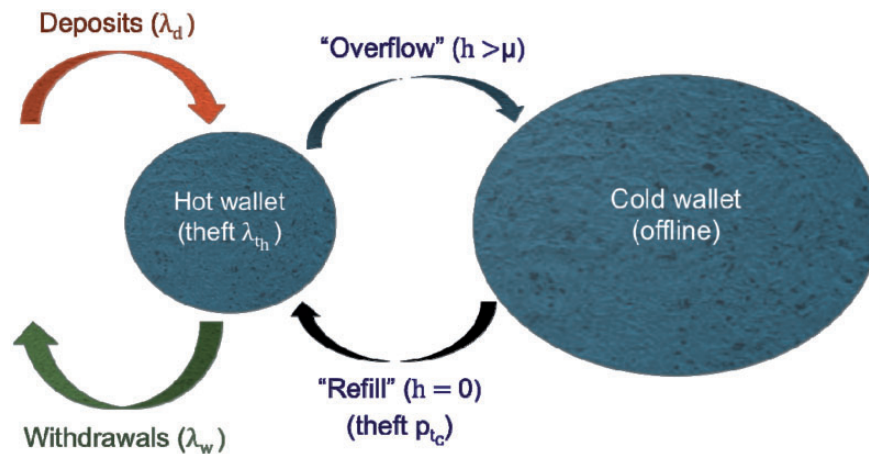 Deposits (λd)
“Overflow” (h >μ)
Hot wallet
(theft λth)
Cold wallet
(offline)
“Refill” (h = 0)
(theft ptc)
Withdrawals (λw)